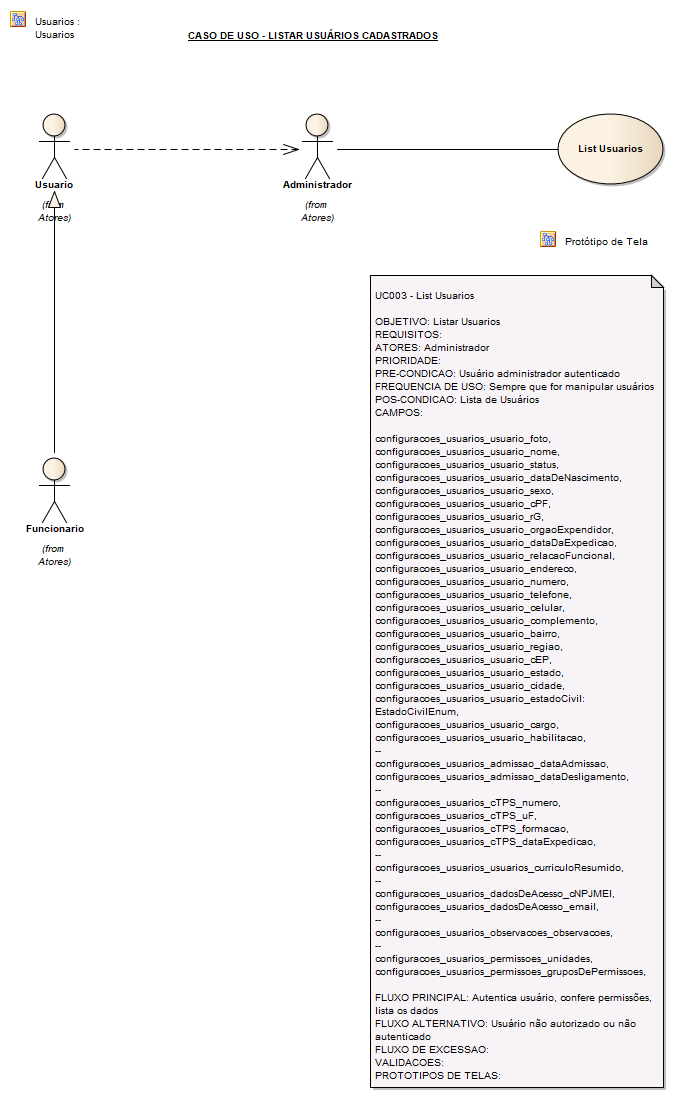 Usuarios :
Usuarios
CASO DE USO - LISTAR USUÁRIOS CADASTRADOS
Usuario
(from
Atores)
Administrador
(from
Atores)
List Usuarios
Protótipo de Tela
Funcionario
(from
Atores)
UC003 - List Usuarios
OBJETIVO: Listar Usuarios
REQUISITOS:
ATORES: Administrador
PRIORIDADE:
PRE-CONDICAO: Usuário administrador autenticado
FREQUENCIA DE USO: Sempre que for manipular usuários
POS-CONDICAO: Lista de Usuários
CAMPOS:
configuracoes_usuarios_usuario_foto,
configuracoes_usuarios_usuario_nome,
configuracoes_usuarios_usuario_status,
configuracoes_usuarios_usuario_dataDeNascimento,
configuracoes_usuarios_usuario_sexo,
configuracoes_usuarios_usuario_cPF,
configuracoes_usuarios_usuario_rG,
configuracoes_usuarios_usuario_orgaoExpendidor,
configuracoes_usuarios_usuario_dataDaExpedicao,
configuracoes_usuarios_usuario_relacaoFuncional,
configuracoes_usuarios_usuario_endereco,
configuracoes_usuarios_usuario_numero,
configuracoes_usuarios_usuario_telefone,
configuracoes_usuarios_usuario_celular,
configuracoes_usuarios_usuario_complemento,
configuracoes_usuarios_usuario_bairro,
configuracoes_usuarios_usuario_regiao,
configuracoes_usuarios_usuario_cEP,
configuracoes_usuarios_usuario_estado,
configuracoes_usuarios_usuario_cidade,
configuracoes_usuarios_usuario_estadoCivil:
EstadoCivilEnum,
configuracoes_usuarios_usuario_cargo,
configuracoes_usuarios_usuario_habilitacao,
--
configuracoes_usuarios_admissao_dataAdmissao,
configuracoes_usuarios_admissao_dataDesligamento,
--
configuracoes_usuarios_cTPS_numero,
configuracoes_usuarios_cTPS_uF,
configuracoes_usuarios_cTPS_formacao,
configuracoes_usuarios_cTPS_dataExpedicao,
--
configuracoes_usuarios_usuarios_curriculoResumido,
--
configuracoes_usuarios_dadosDeAcesso_cNPJMEI,
configuracoes_usuarios_dadosDeAcesso_email,
--
configuracoes_usuarios_observacoes_observacoes,
--
configuracoes_usuarios_permissoes_unidades,
configuracoes_usuarios_permissoes_gruposDePermissoes,
FLUXO PRINCIPAL: Autentica usuário, confere permissões,
lista os dados
FLUXO ALTERNATIVO: Usuário não autorizado ou não
autenticado
FLUXO DE EXCESSAO:
VALIDACOES:
PROTOTIPOS DE TELAS: